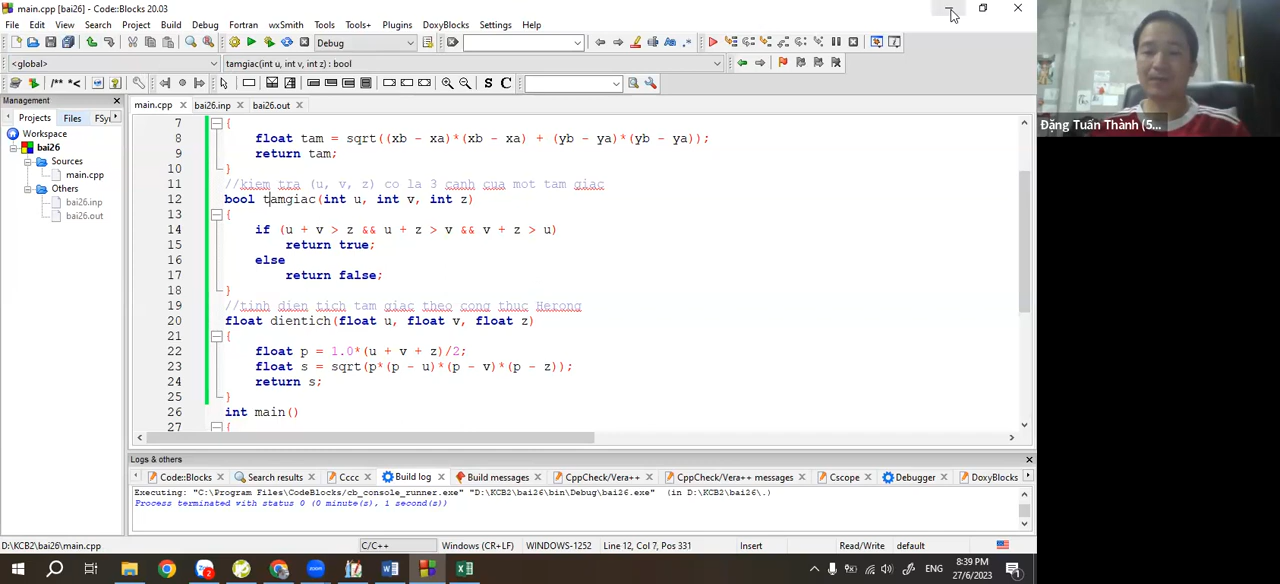 main.cpp [bai26] - Code::Blocks 20.03
File Edit View Search Project Build Debug Fortran wxSmith Tools Tools+ Plugins DoxyBlocks Settings Help
Debug
<global> tamgiac(int u, int v, int z) : bool
/** *< S C
Management
Projects Files FSy
Workspace
bai26
Sources
main.cpp
Others
bai26.inp
bai26.out
main.cpp bai26.inp bai26.out
7 {
8 float tam = sqrt((xb - xa)*(xb - xa) + (yb - ya)*(yb - ya));
9 return tam;
10 }
11 //kiem tra (u, v, z) co la 3 canh cua mot tam giac
12 bool tamgiac(int u, int v, int z)
13 {
14 if (u + v > z && u + z > v && v + z > u)
15 return true;
16 else
17 return false;
18 }
19 //tinh dien tich tam giac theo cong thuc Herong
20 float dientich(float u, float v, float z)
21 {
22 float p = 1.0*(u + v + z)/2;
23 float s = sqrt(p*(p - u)*(p - v)*(p - z));
24 return s;
25 }
26 int main()
27
Logs & others
Code::Blocks Search results Cccc Build log Build messages CppCheck/Vera++ CppCheck/Vera++ messages Cscope Debugger DoxyBlocks
Executing: "C:\Program Files\CodeBlocks/cb_console_runner.exe" "D:\KCB2\bai26\bin\Debug\bai26.exe" (in D:\KCB2\bai26\.)
Process terminated with status 0 (0 minute(s), 1 second(s))
D:\KCB2\bai26\main.cpp C/C++ Windows (CR+LF) WINDOWS-1252 Line 12, Col 7, Pos 331 Insert Read/Write default
ENG
8:39 PM
27/6/2023
Đặng Tuấn Thành (5...